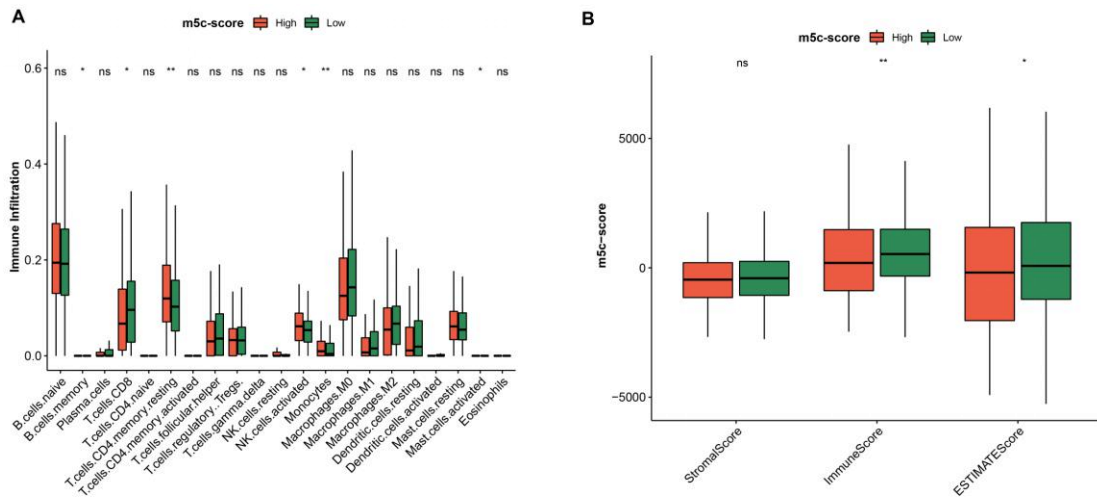 A
m5c-score High Low
Immune Infiltration
0.6
0.4
0.2
0.0
ns * ns * ns ** ns ns ns ns ns * ** ns ns ns ns ns ns * ns
B.cells.naive
B.cells.memory
Plasma.cells
T.cells.CD8
T.cells.CD4.naive
T.cells.CD4.memory.resting
T.cells.CD4.memory.activated
T.cells.follicular.helper
T.cells.regulatory..Tregs.
T.cells.gamma.delta
NK.cells.resting
NK.cells.activated
Monocytes
Macrophages.M0
Macrophages.M1
Macrophages.M2
Dendritic.cells.resting
Dendritic.cells.activated
Mast.cells.resting
Mast.cells.activated
Eosinophils
B
m5c-score High Low
m5c-score
5000
0
-5000
ns ** *
StromalScore
ImmuneScore
ESTIMATEScore